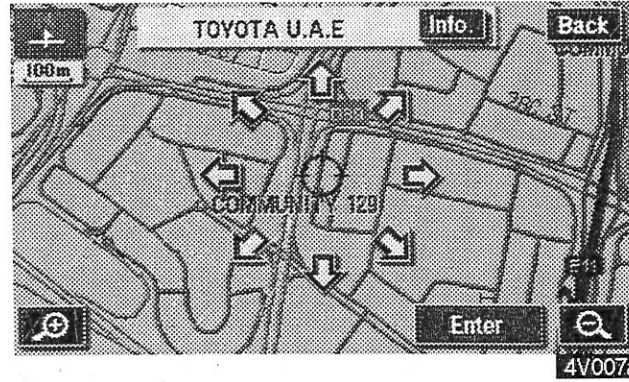 TOYOTA U.A.E Info. Back
100m
COMMUNITY 129
Enter
4V007